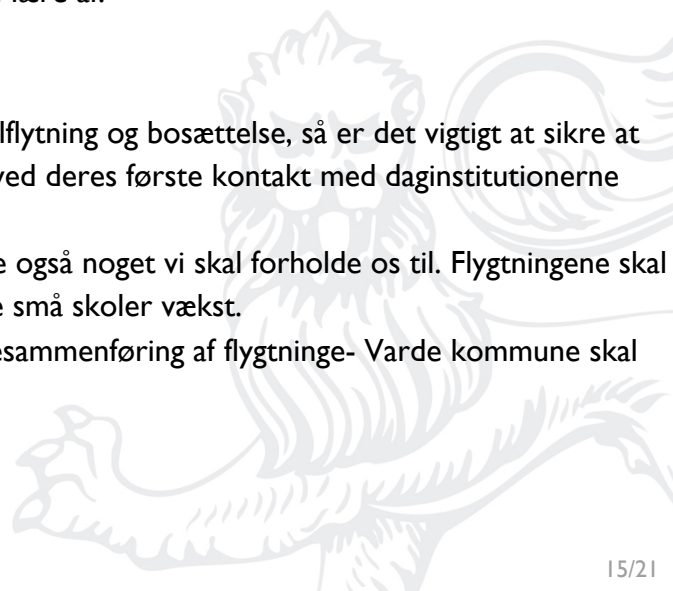 lflytning og bosættelse, så er det vigtigt at sikre at
ved deres første kontakt med daginstitutionerne
e også noget vi skal forholde os til. Flygtningene skal
e små skoler vækst.
esammenføring af flygtninge- Varde kommune skal
15/21